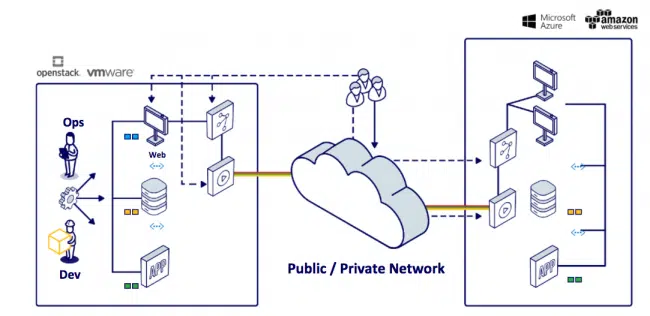 Microsoft
Azure
amazon
web services
openstack.
vmware
Ops
Web
Dev
APP
Public / Private Network
APP